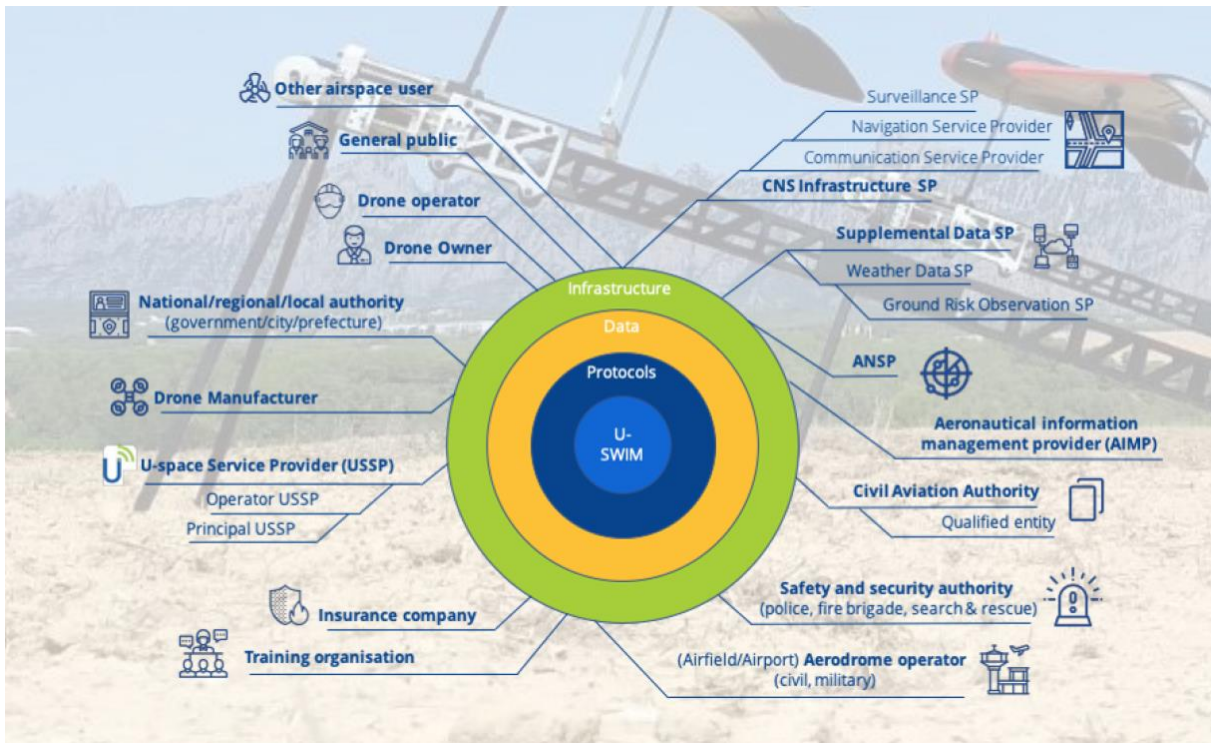 Other airspace user
General public
Drone operator
Drone Owner
National/regional/local authority
(government/city/prefecture)
Drone Manufacturer
U
U-space Service Provider (USSP)
Operator USSP
Principal USSP
Insurance company
Training organisation
Infrastructure
Data
Protocols
U-
SWIM
Surveillance SP
Navigation Service Provider
Communication Service Provider
CNS Infrastructure SP
Supplemental Data SP
Weather Data SP
Ground Risk Observation SP
ANSP
Aeronautical information
management provider (AIMP)
Civil Aviation Authority
Qualified entity
Safety and security authority
(police, fire brigade, search & rescue)
(Airfield/Airport) Aerodrome operator
(civil, military)